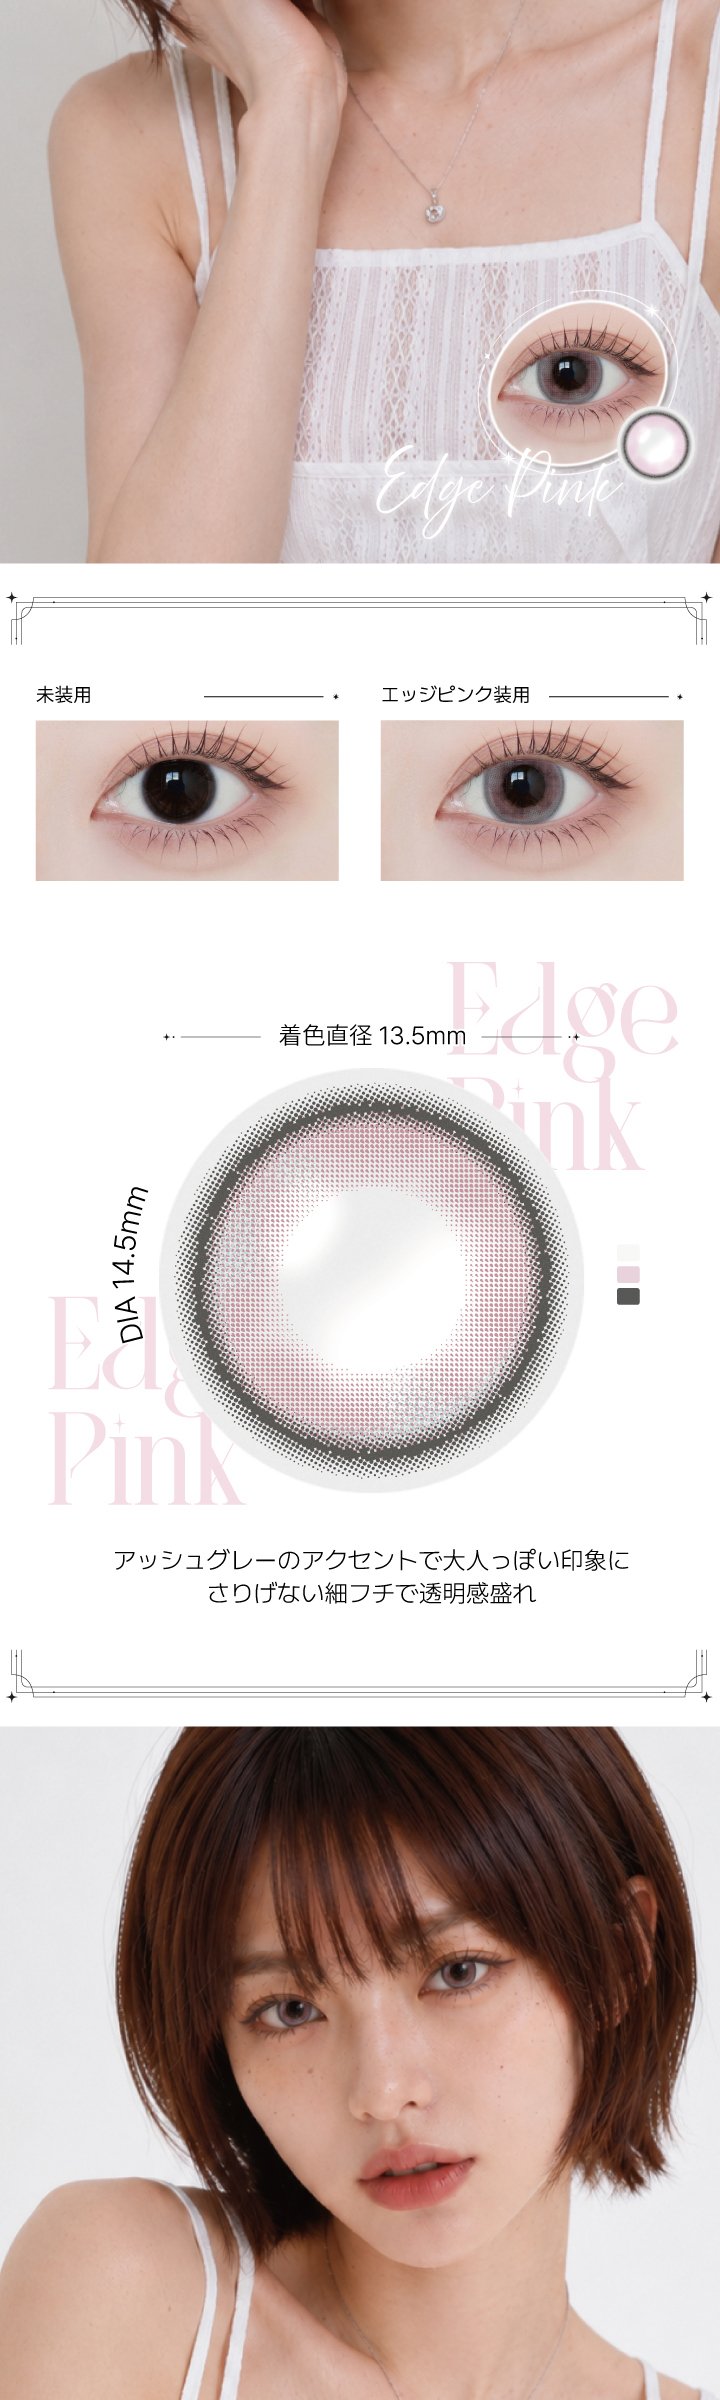 Edge Pink
未装用
エッジピンク装用
Edge
Pink
着色直径 13.5mm
DIA 14.5mm
Edge
Pink
アッシュグレーのアクセントで大人っぽい印象に
さりげない細フチで透明感盛れ